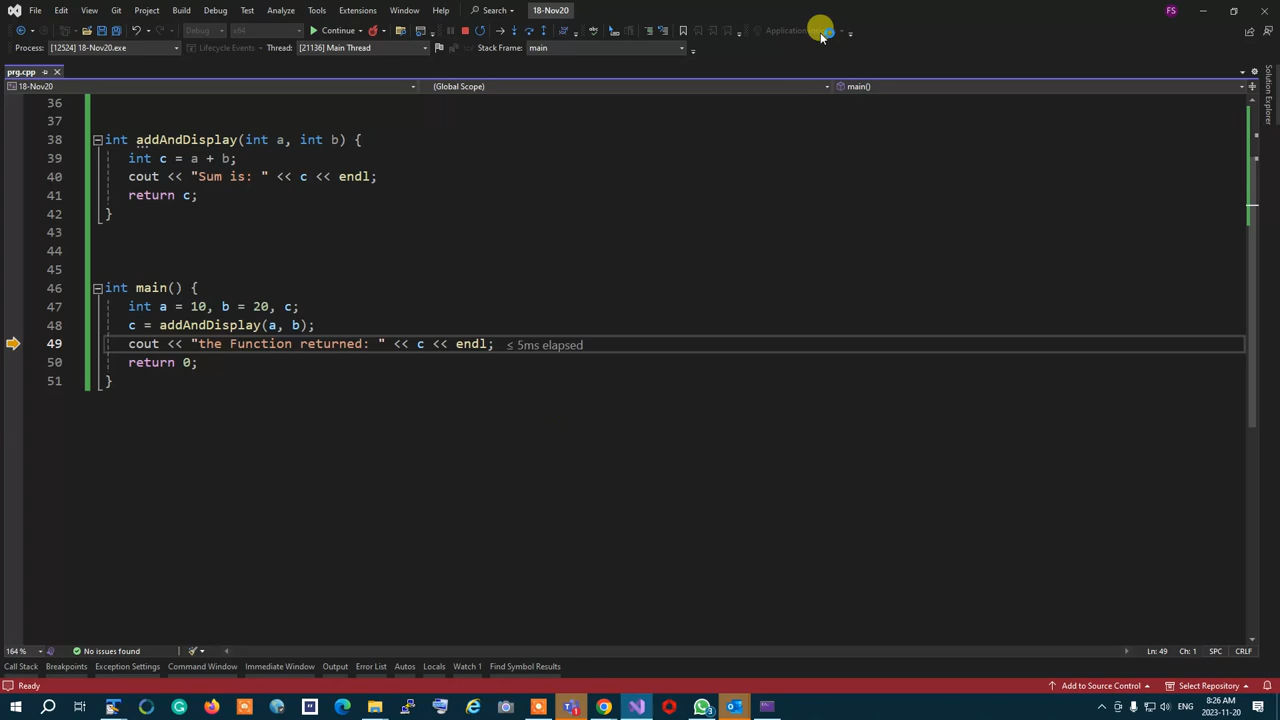 File Edit View Git Project Build Debug Test Analyze Tools Extensions Window Help Search 18-Nov20 FS
Debug x64 Continue
Process: [12524] 18-Nov20.exe Lifecycle Events Thread: [21136] Main Thread Stack Frame: main
prg.cpp
18-Nov20 (Global Scope) main()
36
37
38 int addAndDisplay(int a, int b) {
39 int c = a + b;
40 cout << "Sum is: " << c << endl;
41 return c;
42 }
43
44
45
46 int main() {
47 int a = 10, b = 20, c;
48 c = addAndDisplay(a, b);
49 cout << "the Function returned: " << c << endl; ≤ 5ms elapsed
50 return 0;
51 }
Solution Explorer
164 % No issues found Ln: 49 Ch: 1 SPC CRLF
Call Stack Breakpoints Exception Settings Command Window Immediate Window Output Error List Autos Locals Watch 1 Find Symbol Results
Ready Add to Source Control Select Repository
ENG 8:26 AM
2023-11-20